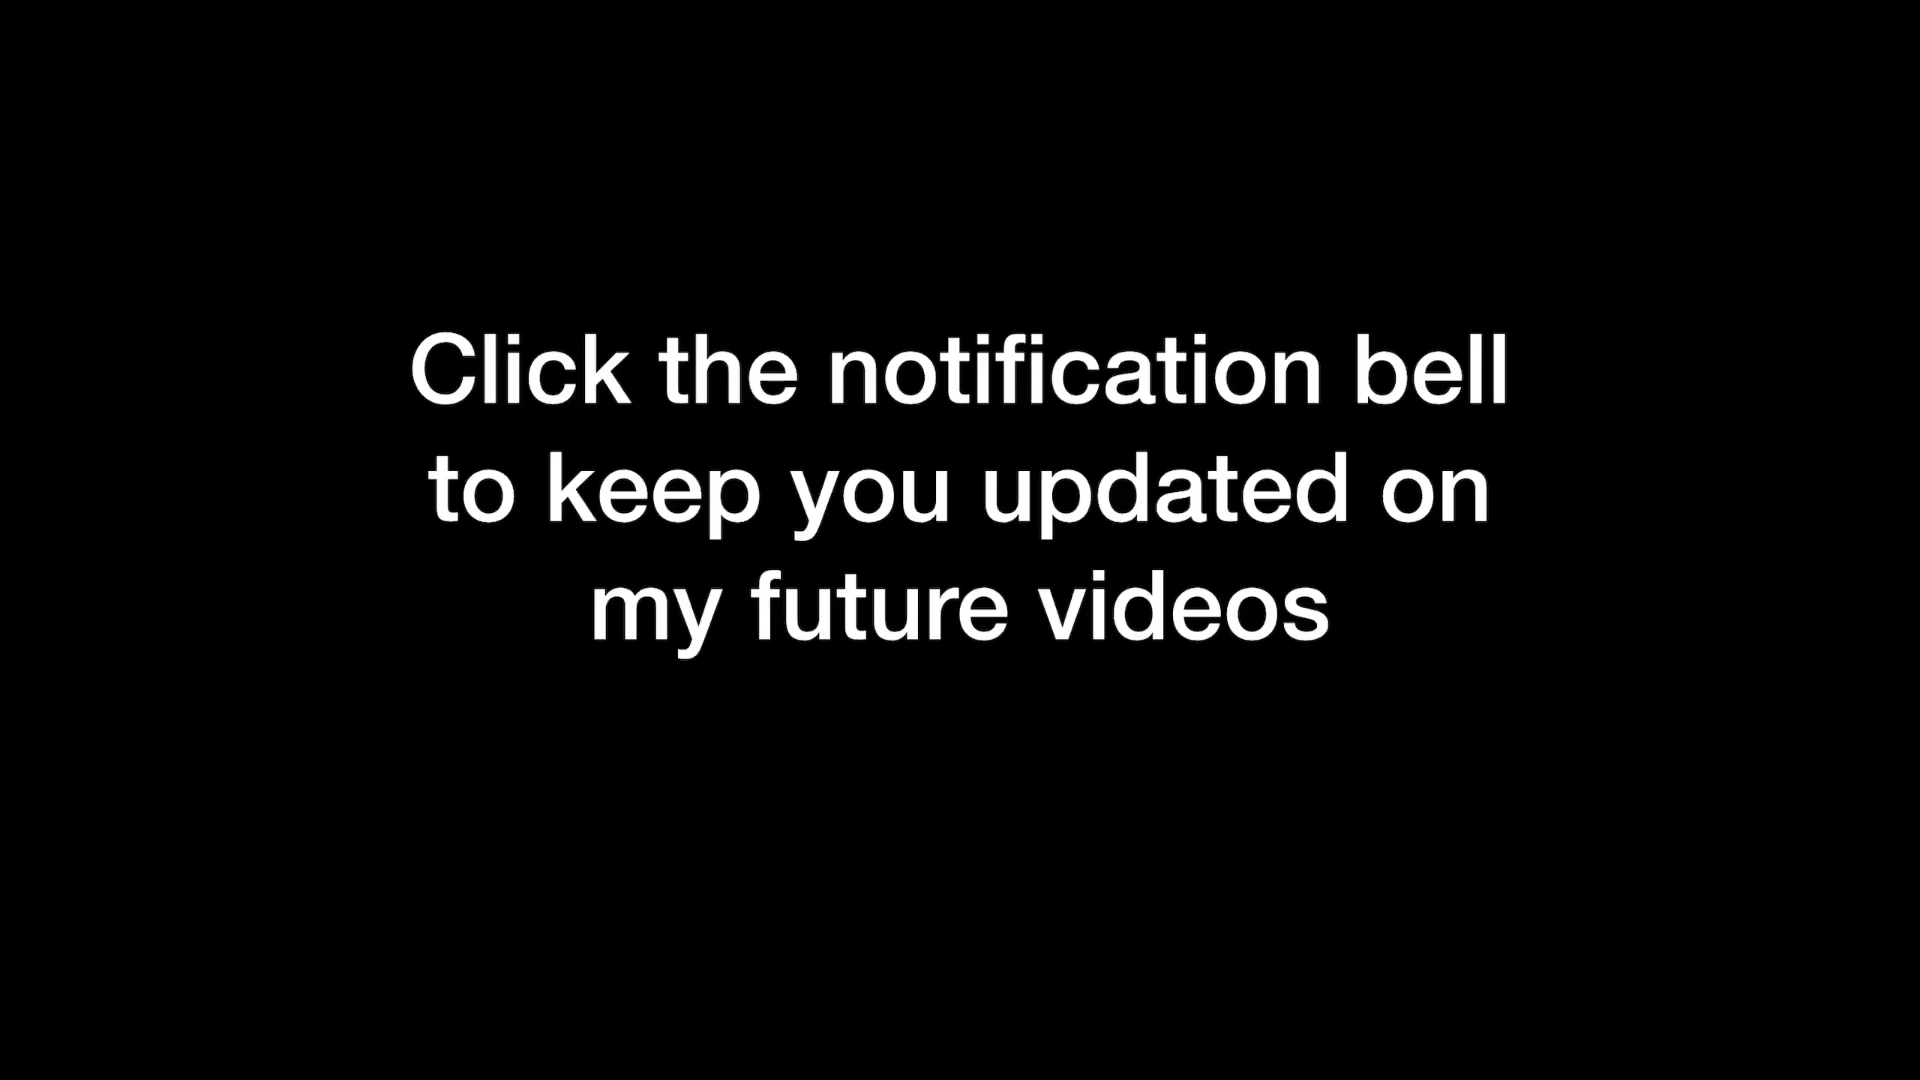 Click the notification bell
to keep you updated on
my future videos